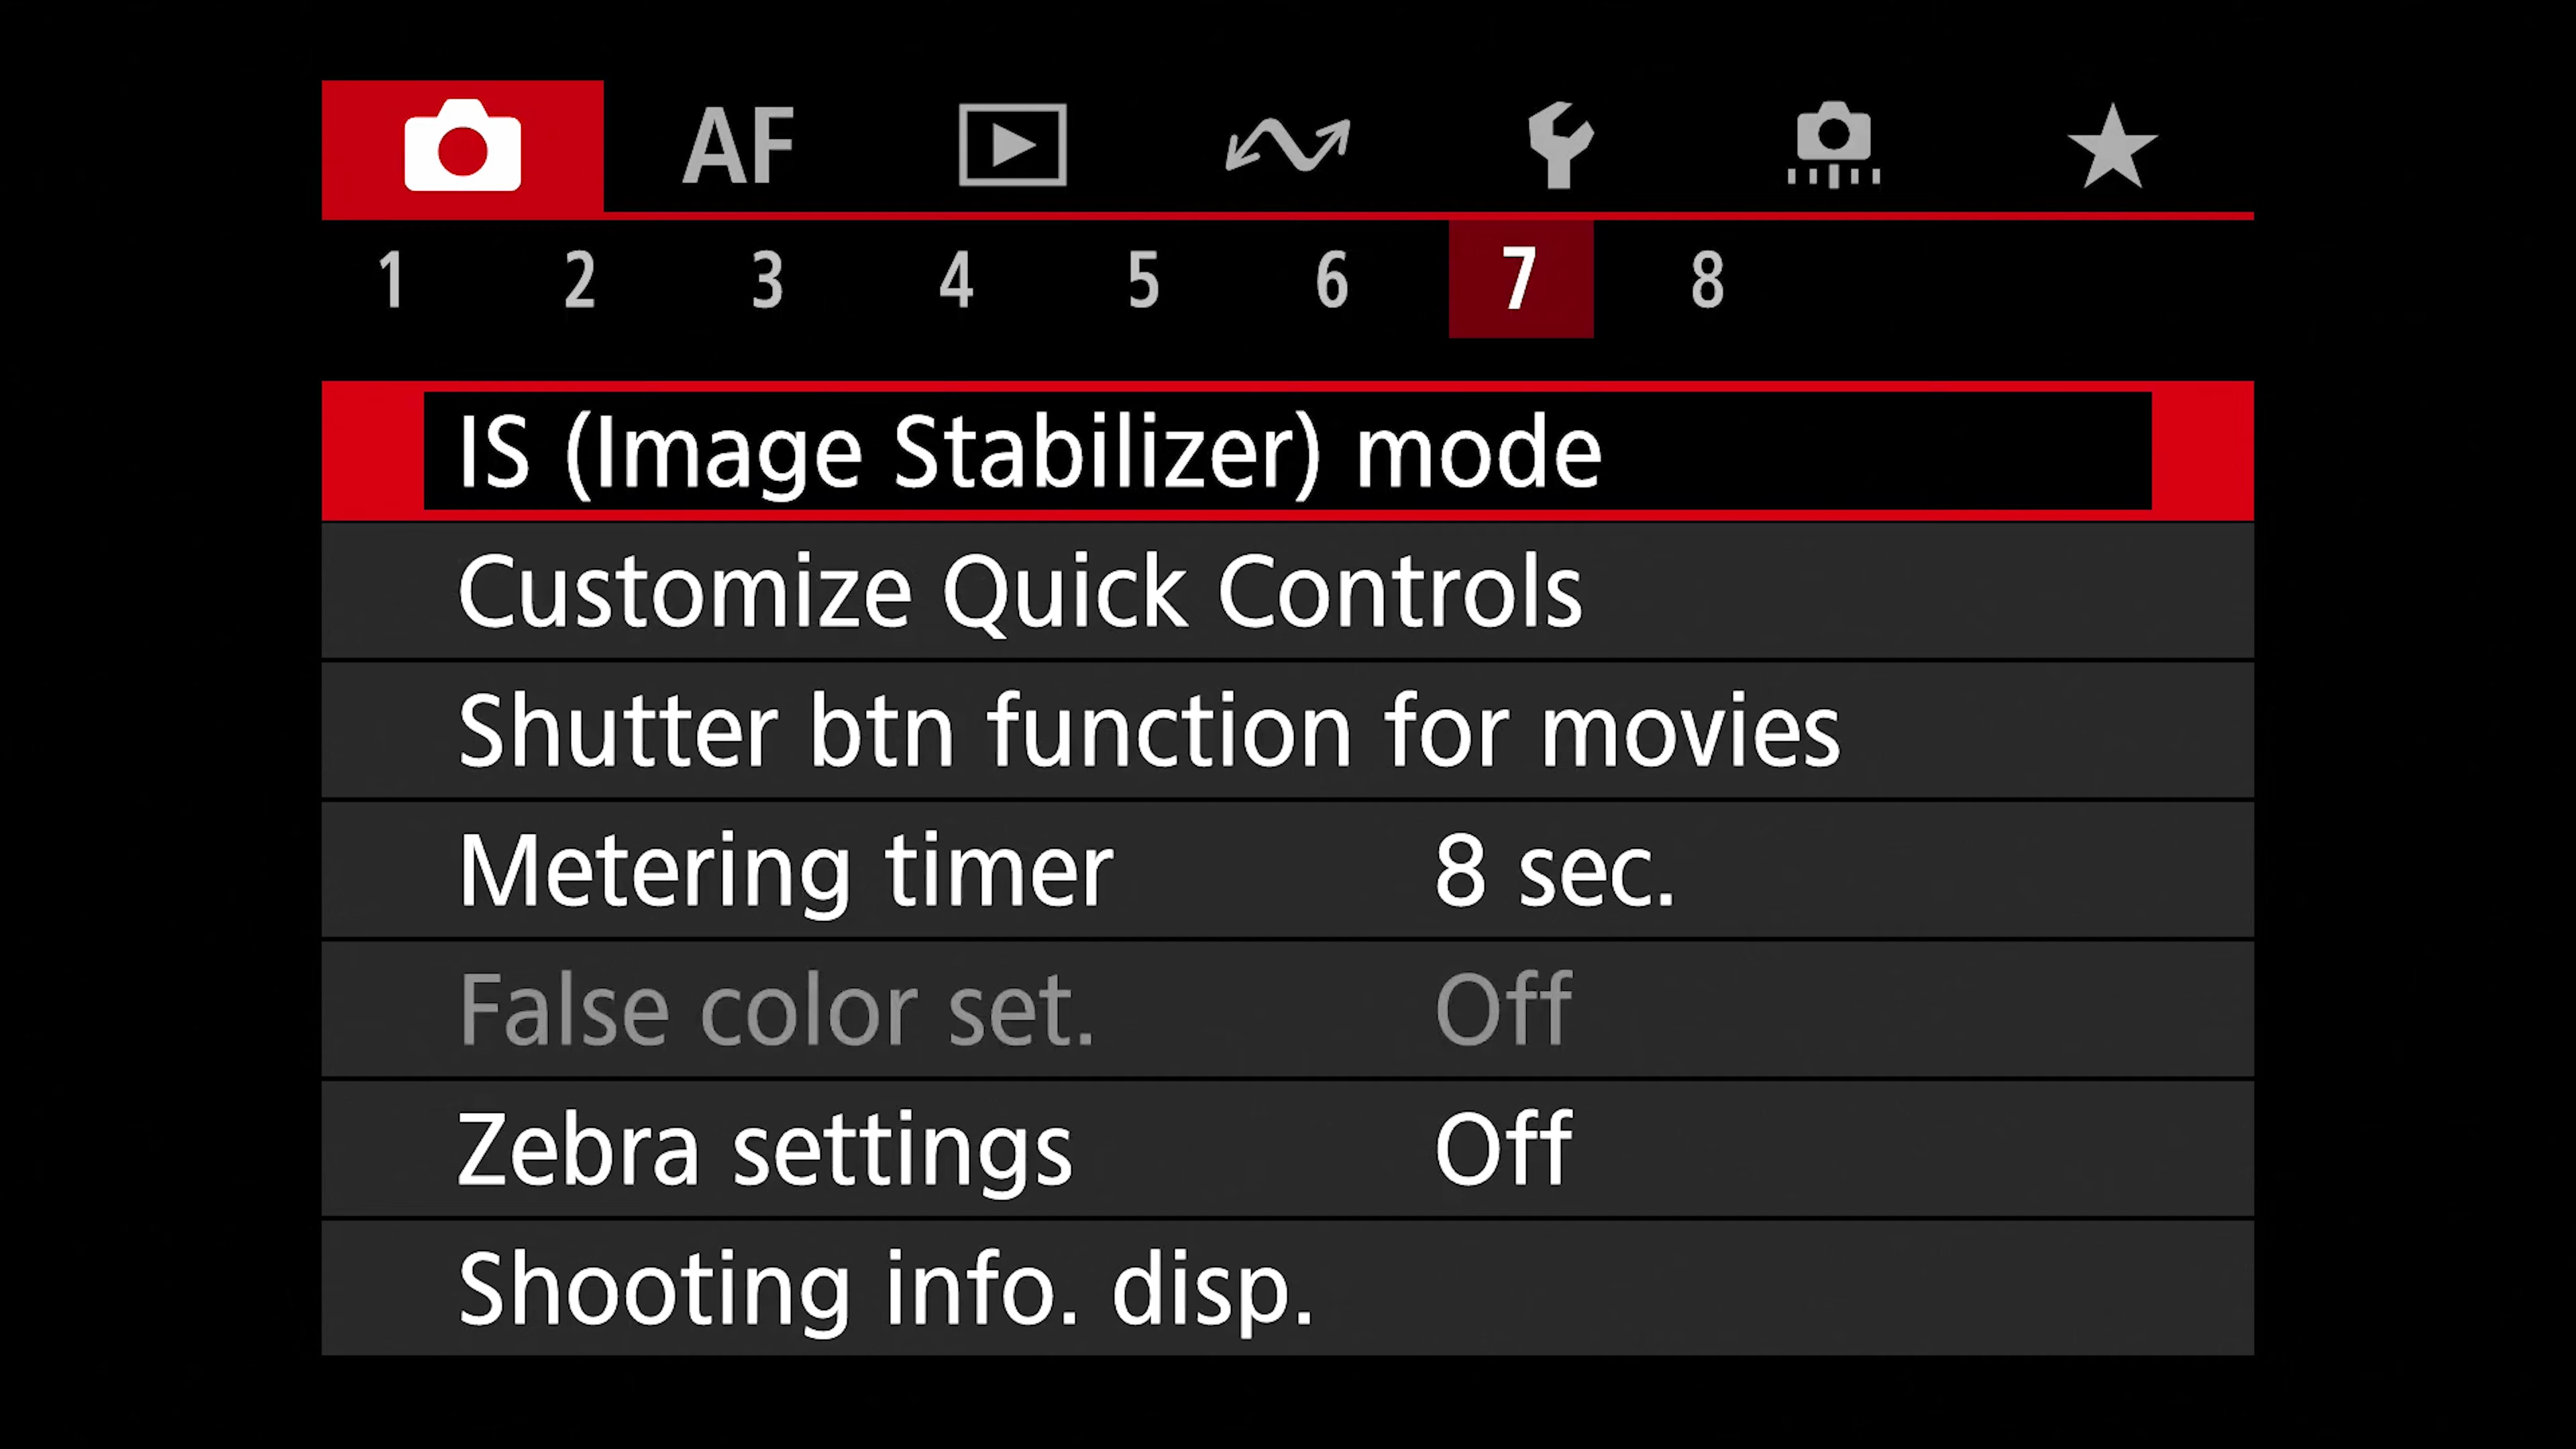 AF
1 2 3 4 5 6 7 8
IS (Image Stabilizer) mode
Customize Quick Controls
Shutter btn function for movies
Metering timer 8 sec.
False color set. Off
Zebra settings Off
Shooting info. disp.